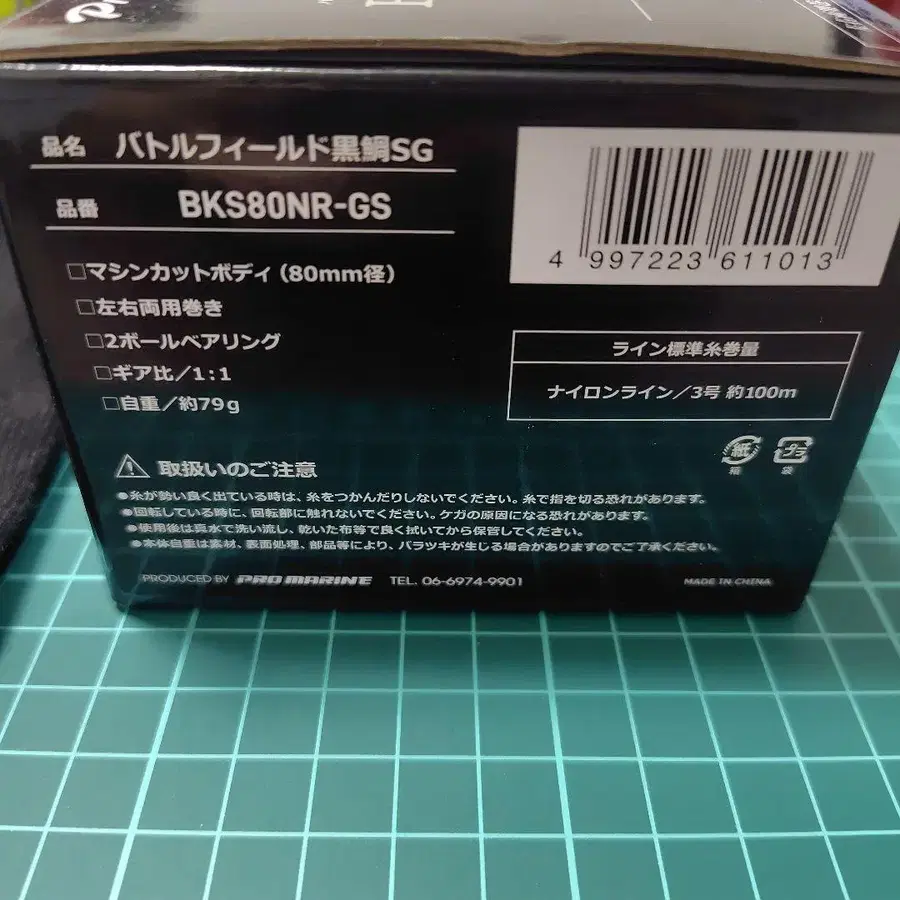 品名 バトルフィールド黒鯛SG
品番 BKS80NR-GS
□マシンカットボディ(80mm径)
□左右両用巻き
□2ボールベアリング
□ギア比/1:1
□自重/約79g
4 997223 611013
ライン標準糸巻量
ナイロンライン/3号 約100m
紙
箱
プラ
袋
⚠ 取扱いのご注意
●糸が勢い良く出ている時は、糸をつかんだりしないでください。糸で指を切る恐れがあります。
●回転している時に、回転部に触れないでください。ケガの原因になる恐れがあります。
●使用後は真水で洗い流し、乾いた布等で良く拭いてから保管してください。
●本体自重は素材、表面処理、部品等により、バラツキが生じる場合がありますのでご了承ください。
PRODUCED BY PRO MARINE TEL. 06-6974-9901
MADE IN CHINA